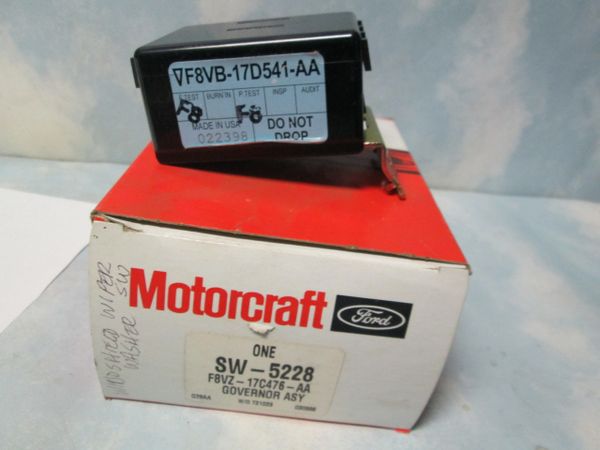 ∇F8VB-17D541-AA
TEST BURN IN P.TEST INSP AUDIT
F8 F8
MADE IN USA DO NOT
022398 DROP
WINDSHIELD WIPER
WASHER SW
Motorcraft Ford
ONE
SW-5228
F8VZ-17C476-AA
GOVERNOR ASY